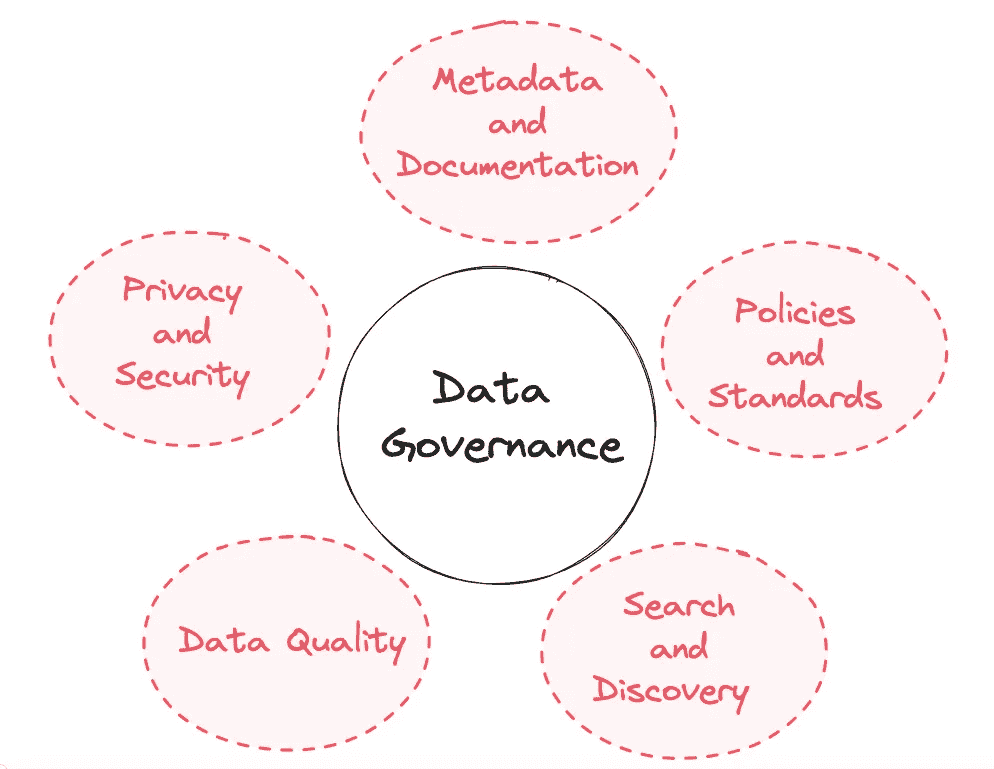 Metadata
and
Documentation
Privacy
and
Security
Policies
and
Standards
Data
Governance
Data Quality
Search
and
Discovery